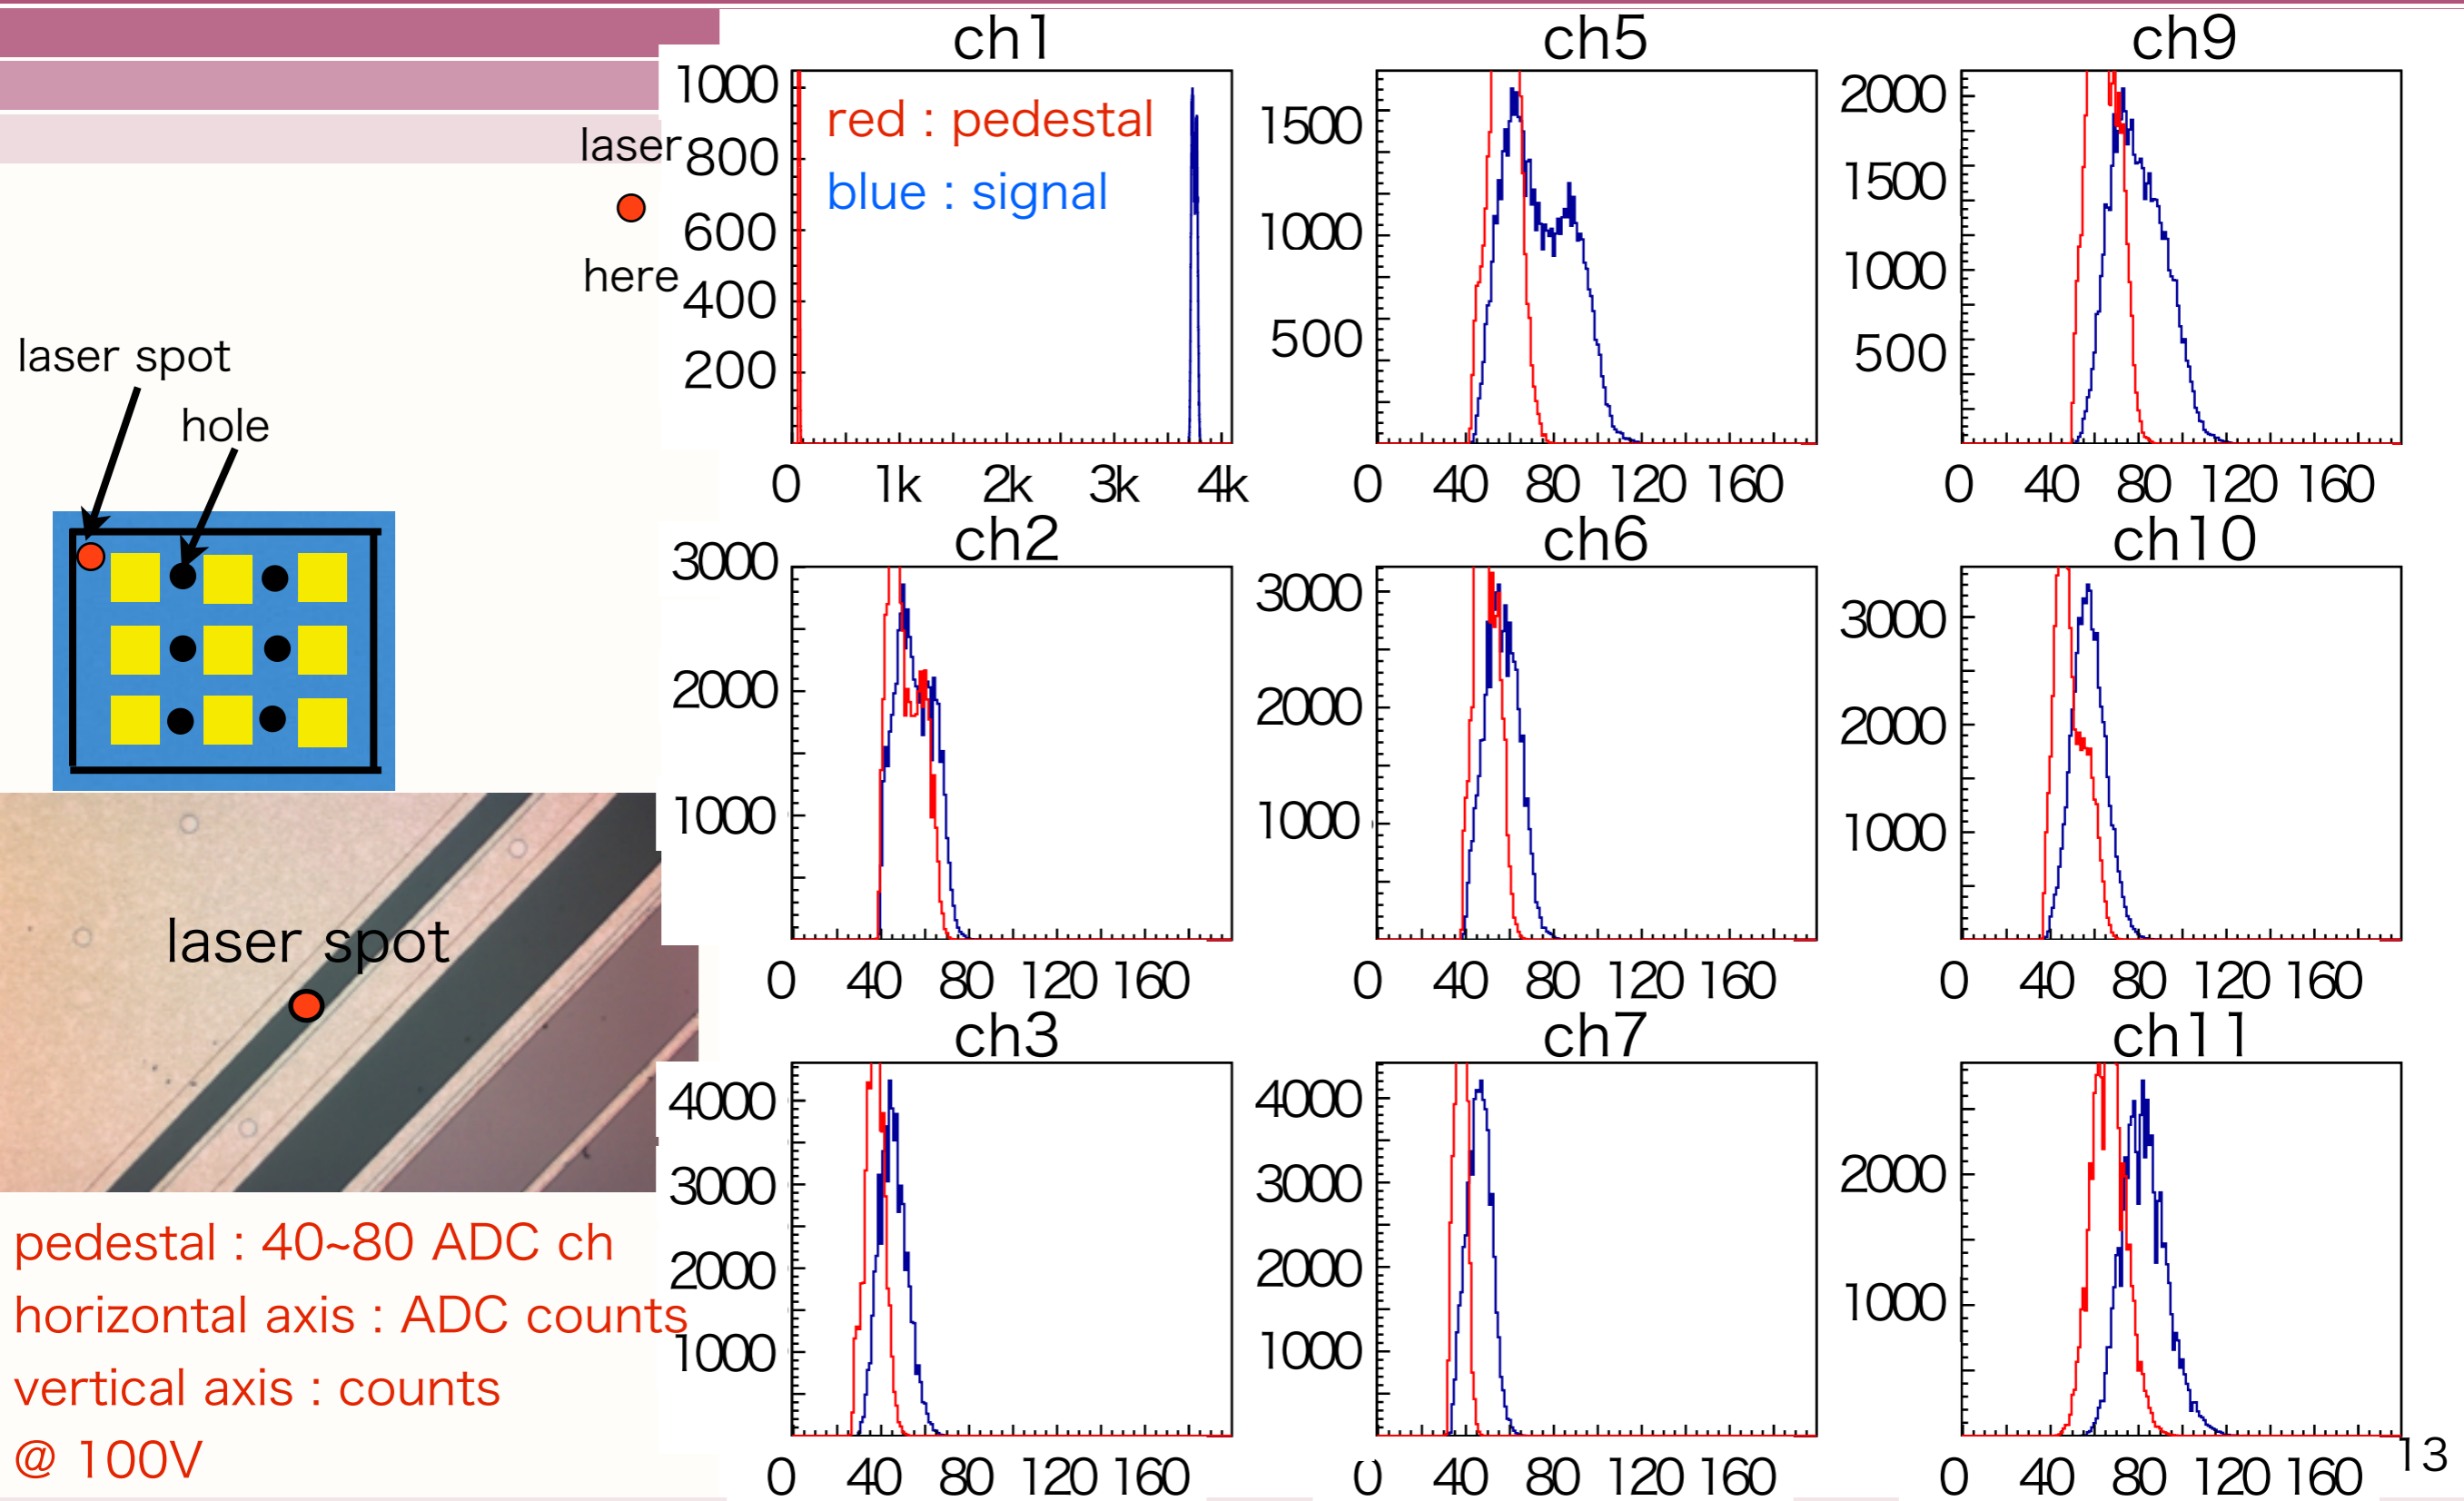 laser
here
laser spot
hole
laser spot
pedestal : 40~80 ADC ch
horizontal axis : ADC counts
vertical axis : counts
@ 100V
ch1
red : pedestal
blue : signal
1000
800
600
400
200
0 1k 2k 3k 4k
ch5
1500
1000
500
0 40 80 120 160
ch9
2000
1500
1000
500
0 40 80 120 160
ch2
3000
2000
1000
0 40 80 120 160
ch6
3000
2000
1000
0 40 80 120 160
ch10
3000
2000
1000
0 40 80 120 160
ch3
4000
3000
2000
1000
0 40 80 120 160
ch7
4000
3000
2000
1000
0 40 80 120 160
ch11
2000
1000
0 40 80 120 160
13